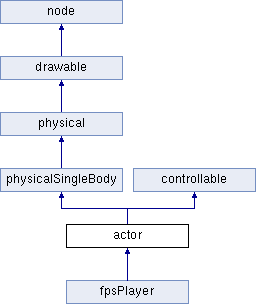 node
drawable
physical
physicalSingleBody
controllable
actor
fpsPlayer